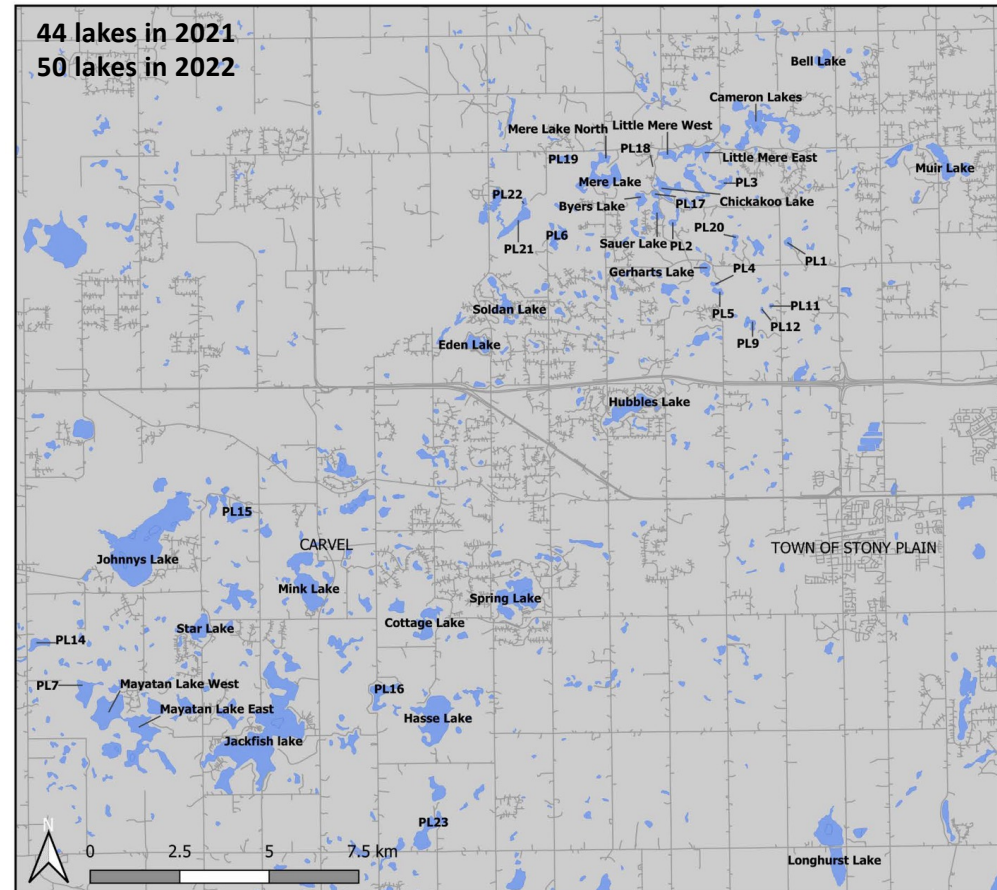 44 lakes in 2021
50 lakes in 2022
Bell Lake
Cameron Lakes
Mere Lake North
Little Mere West
PL18
PL19
Little Mere East
Muir Lake
Mere Lake
PL3
PL22
Byers Lake
PL17
Chickakoo Lake
PL6
PL20
PL21
Sauer Lake
PL2
PL1
Gerharts Lake
PL4
Soldan Lake
PL5
PL11
PL12
Eden Lake
PL9
Hubbles Lake
PL15
CARVEL
TOWN OF STONY PLAIN
Johnnys Lake
Mink Lake
Spring Lake
Cottage Lake
Star Lake
PL14
PL7
Mayatan Lake West
PL16
Mayatan Lake East
Hasse Lake
Jackfish lake
PL23
N
0 2.5 5 7.5 km
Longhurst Lake